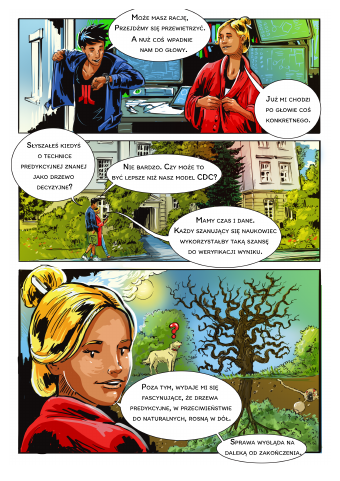 Może masz rację,
Przejdźmy się przewietrzyć.
A nuż coś wpadnie
nam do głowy.
Już mi chodzi
po głowie coś
konkretnego.
Słyszałeś kiedyś
o technice
predykcyjnej znanej
jako drzewo
decyzyjne?
Nie bardzo. Czy może to
być lepsze niż nasz model CDC?
Mamy czas i dane.
Każdy szanujący się naukowiec
wykorzystałby taką szansę
do weryfikacji wyniku.
?
Poza tym, wydaje mi się
fascynujące, że drzewa
predykcyjne, w przeciwieństwie
do naturalnych, rosną w dół.
Sprawa wygląda na
daleką od zakończenia.